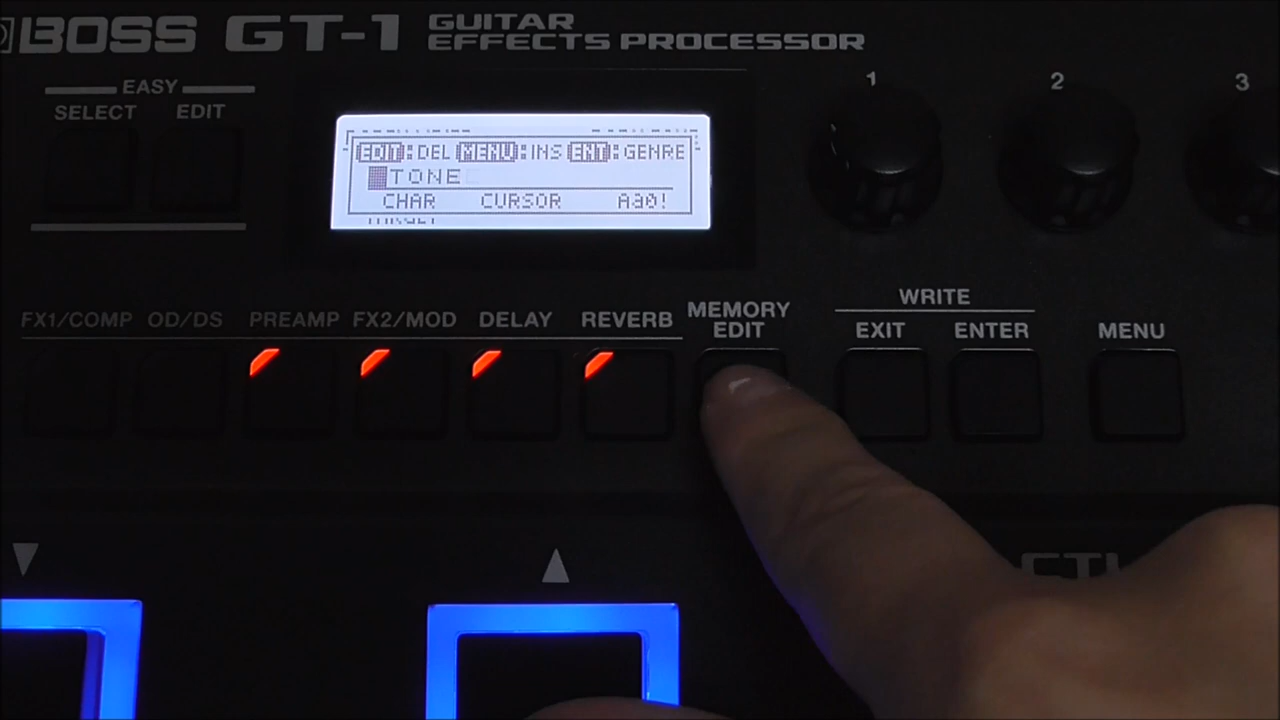 BOSS GT-1 GUITAR EFFECTS PROCESSOR
EASY
SELECT EDIT
1 2 3
EDIT:DEL MENU:INS ENT:GENRE
TONE
CHAR CURSOR Aa0!
WRITE
FX1/COMP OD/DS PREAMP FX2/MOD DELAY REVERB MEMORY EDIT EXIT ENTER MENU